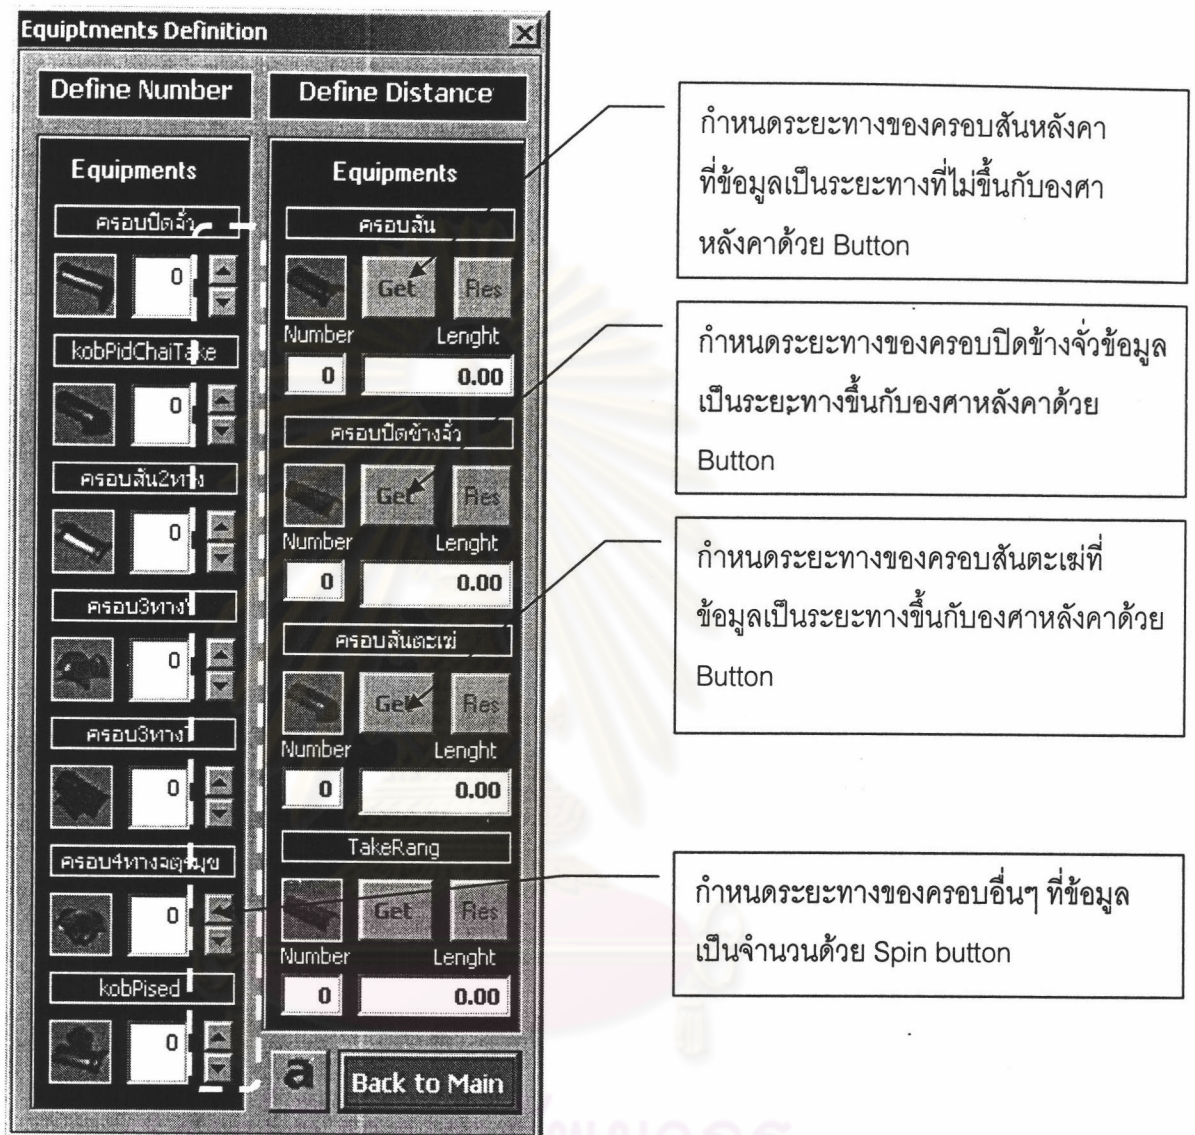 Equiptments Definition
Define Number
Equipments
ครอบปิดจั่ว
0
kobPidChaiTake
0
ครอบสัน2ทาง
0
0
ครอบ3ทาง
0
ครอบ4ทางจตุรมุข
0
kobPised
0
Define Distance
Equipments
ครอบสัน
Get Res
Number Lenght
0 0.00
ครอบปิดข้างจั่ว
Get Res
Number Lenght
0 0.00
ครอบสันตะเข่
Get Res
Number Lenght
0 0.00
TakeRang
Get Res
Number Lenght
0 0.00
a Back to Main
กำหนดระยะทางของครอบสันหลังคา
ที่ข้อมูลเป็นระยะทางที่ไม่ขึ้นกับองศา
หลังคาด้วย Button
กำหนดระยะทางของครอบปิดข้างจั่วข้อมูล
เป็นระยะทางขึ้นกับองศาหลังคาด้วย
Button
กำหนดระยะทางของครอบสันตะเฆ่ที่
ข้อมูลเป็นระยะทางขึ้นกับองศาหลังคาด้วย
Button
กำหนดระยะทางของครอบอื่นๆ ที่ข้อมูล
เป็นจำนวนด้วย Spin button